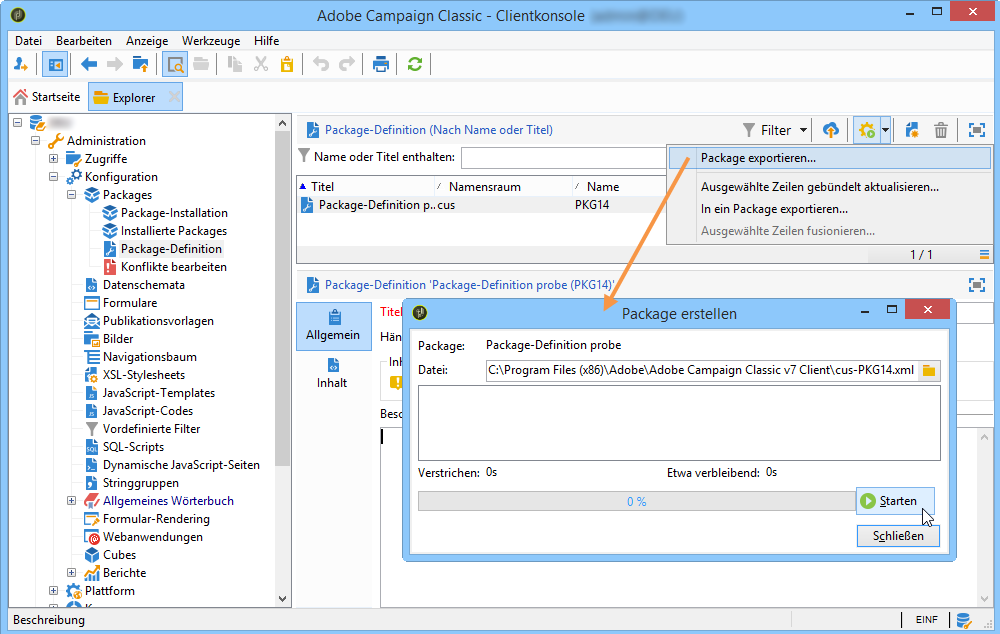 Adobe Campaign Classic - Clientkonsole
Datei Bearbeiten Anzeige Werkzeuge Hilfe
Startseite Explorer
Administration
Zugriffe
Konfiguration
Packages
Package-Installation
Installierte Packages
Package-Definition
Konflikte bearbeiten
Datenschemata
Formulare
Publikationsvorlagen
Bilder
Navigationsbaum
XSL-Stylesheets
JavaScript-Templates
JavaScript-Codes
Vordefinierte Filter
SQL-Scripts
Dynamische JavaScript-Seiten
Stringgruppen
Allgemeines Wörterbuch
Formular-Rendering
Webanwendungen
Cubes
Berichte
Plattform
Package-Definition (Nach Name oder Titel)
Filter
Name oder Titel enthalten:
Titel Namensraum Name
Package-Definition p.. cus PKG14
Package exportieren...
Ausgewählte Zeilen gebündelt aktualisieren...
In ein Package exportieren...
Ausgewählte Zeilen fusionieren...
1 / 1
Package-Definition 'Package-Definition probe (PKG14)'
Allgemein
Inhalt
Package erstellen
Package: Package-Definition probe
Datei: C:\Program Files (x86)\Adobe\Adobe Campaign Classic v7 Client\cus-PKG14.xml
Verstrichen: 0s Etwa verbleibend: 0s
0 %
Starten
Schließen
Beschreibung
EINF